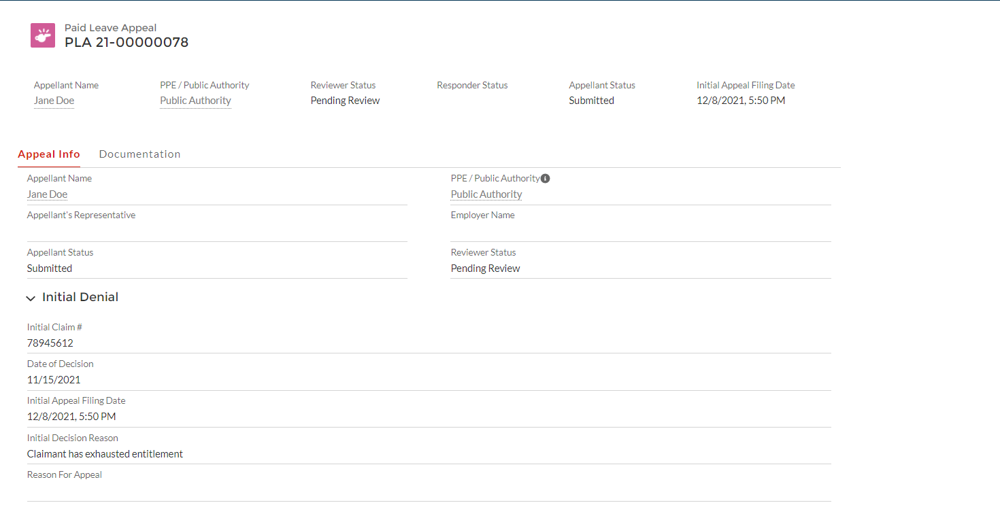 Paid Leave Appeal
PLA 21-00000078
Appellant Name
Jane Doe
PPE / Public Authority
Public Authority
Reviewer Status
Pending Review
Responder Status
Appellant Status
Submitted
Initial Appeal Filing Date
12/8/2021, 5:50 PM
Appeal Info
Documentation
Appellant Name
Jane Doe
PPE / Public Authority
Public Authority
Appellant's Representative
Employer Name
Appellant Status
Submitted
Reviewer Status
Pending Review
Initial Denial
Initial Claim #
78945612
Date of Decision
11/15/2021
Initial Appeal Filing Date
12/8/2021, 5:50 PM
Initial Decision Reason
Claimant has exhausted entitlement
Reason For Appeal